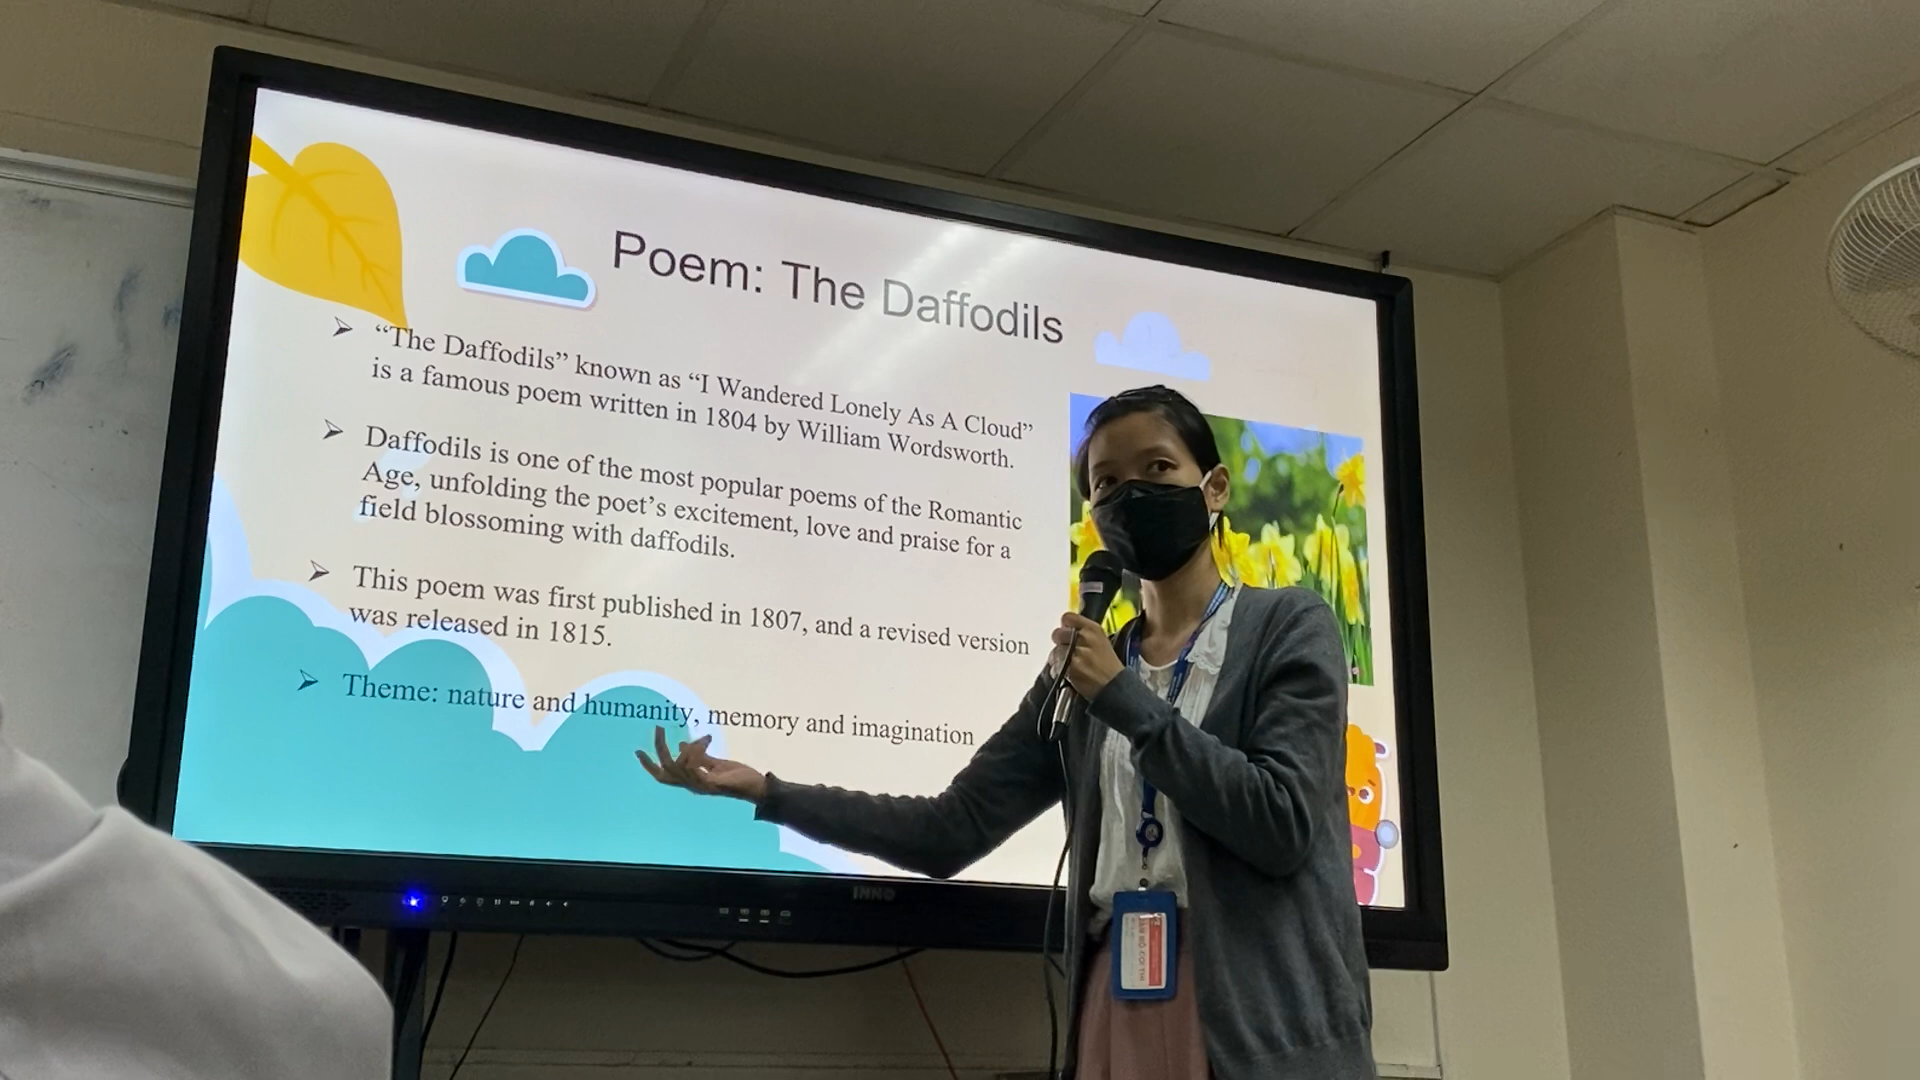 Poem: The Daffodils
“The Daffodils” known as “I Wandered Lonely As A Cloud”
is a famous poem written in 1804 by William Wordsworth.
Daffodils is one of the most popular poems of the Romantic
Age, unfolding the poet’s excitement, love and praise for a
field blossoming with daffodils.
This poem was first published in 1807, and a revised version
was released in 1815.
Theme: nature and humanity, memory and imagination
INNO